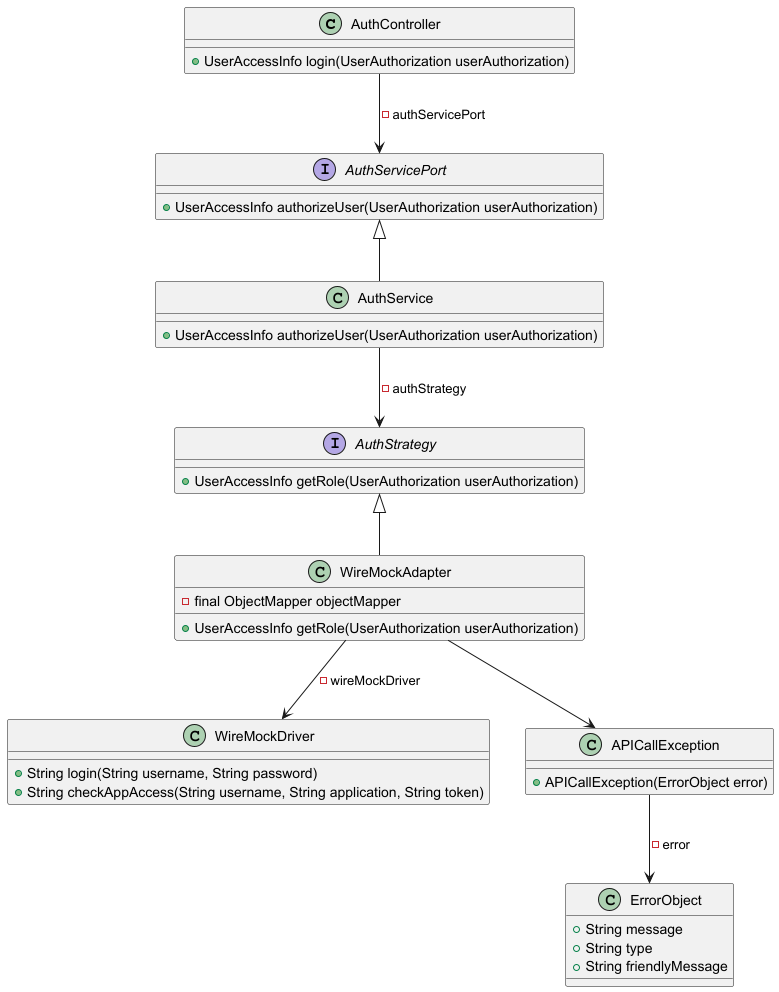 C AuthController
UserAccessInfo login(UserAuthorization userAuthorization)
authServicePort
I AuthServicePort
UserAccessInfo authorizeUser(UserAuthorization userAuthorization)
C AuthService
UserAccessInfo authorizeUser(UserAuthorization userAuthorization)
authStrategy
I AuthStrategy
UserAccessInfo getRole(UserAuthorization userAuthorization)
C WireMockAdapter
final ObjectMapper objectMapper
UserAccessInfo getRole(UserAuthorization userAuthorization)
wireMockDriver
C WireMockDriver
String login(String username, String password)
String checkAppAccess(String username, String application, String token)
C APICallException
APICallException(ErrorObject error)
error
C ErrorObject
String message
String type
String friendlyMessage